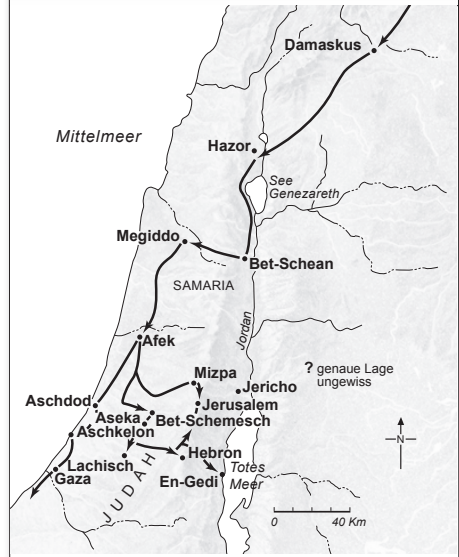 Damaskus
Mittelmeer
Hazor
See
Genezareth
Megiddo
Bet-Schean
SAMARIA
Jordan
Afek
Mizpa
? genaue Lage
ungewiss
Jericho
Aschdod
Jerusalem
Aseka
Bet-Schemesch
Aschkelon
N
Hebron
Lachisch
Totes
Meer
Gaza
En-Gedi
JUDAH
0 40 Km